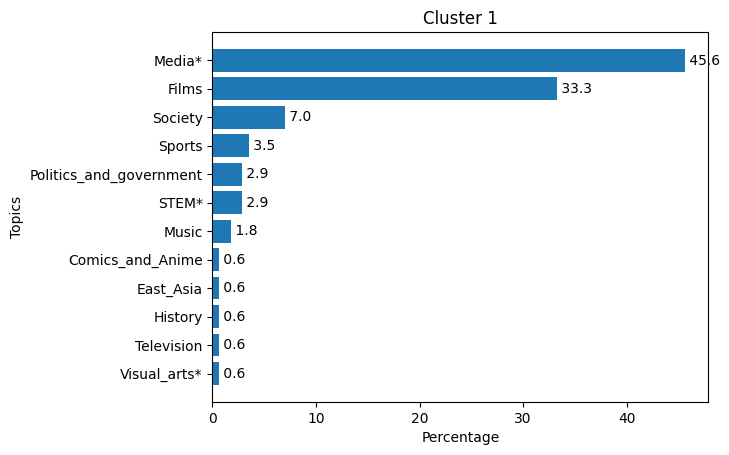 Cluster 1
Media* 45.6
Films 33.3
Society 7.0
Sports 3.5
Politics_and_government 2.9
STEM* 2.9
Music 1.8
Comics_and_Anime 0.6
East_Asia 0.6
History 0.6
Television 0.6
Visual_arts* 0.6
0 10 20 30 40
Percentage
Topics